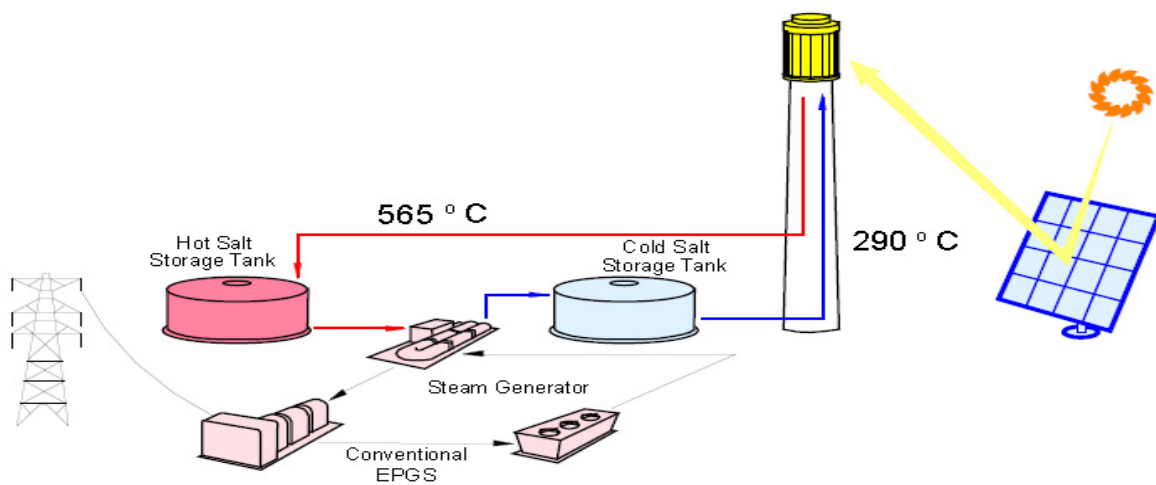 565 ° C
Hot Salt
Storage Tank
Cold Salt
Storage Tank
290 ° C
Steam Generator
Conventional
EPGS